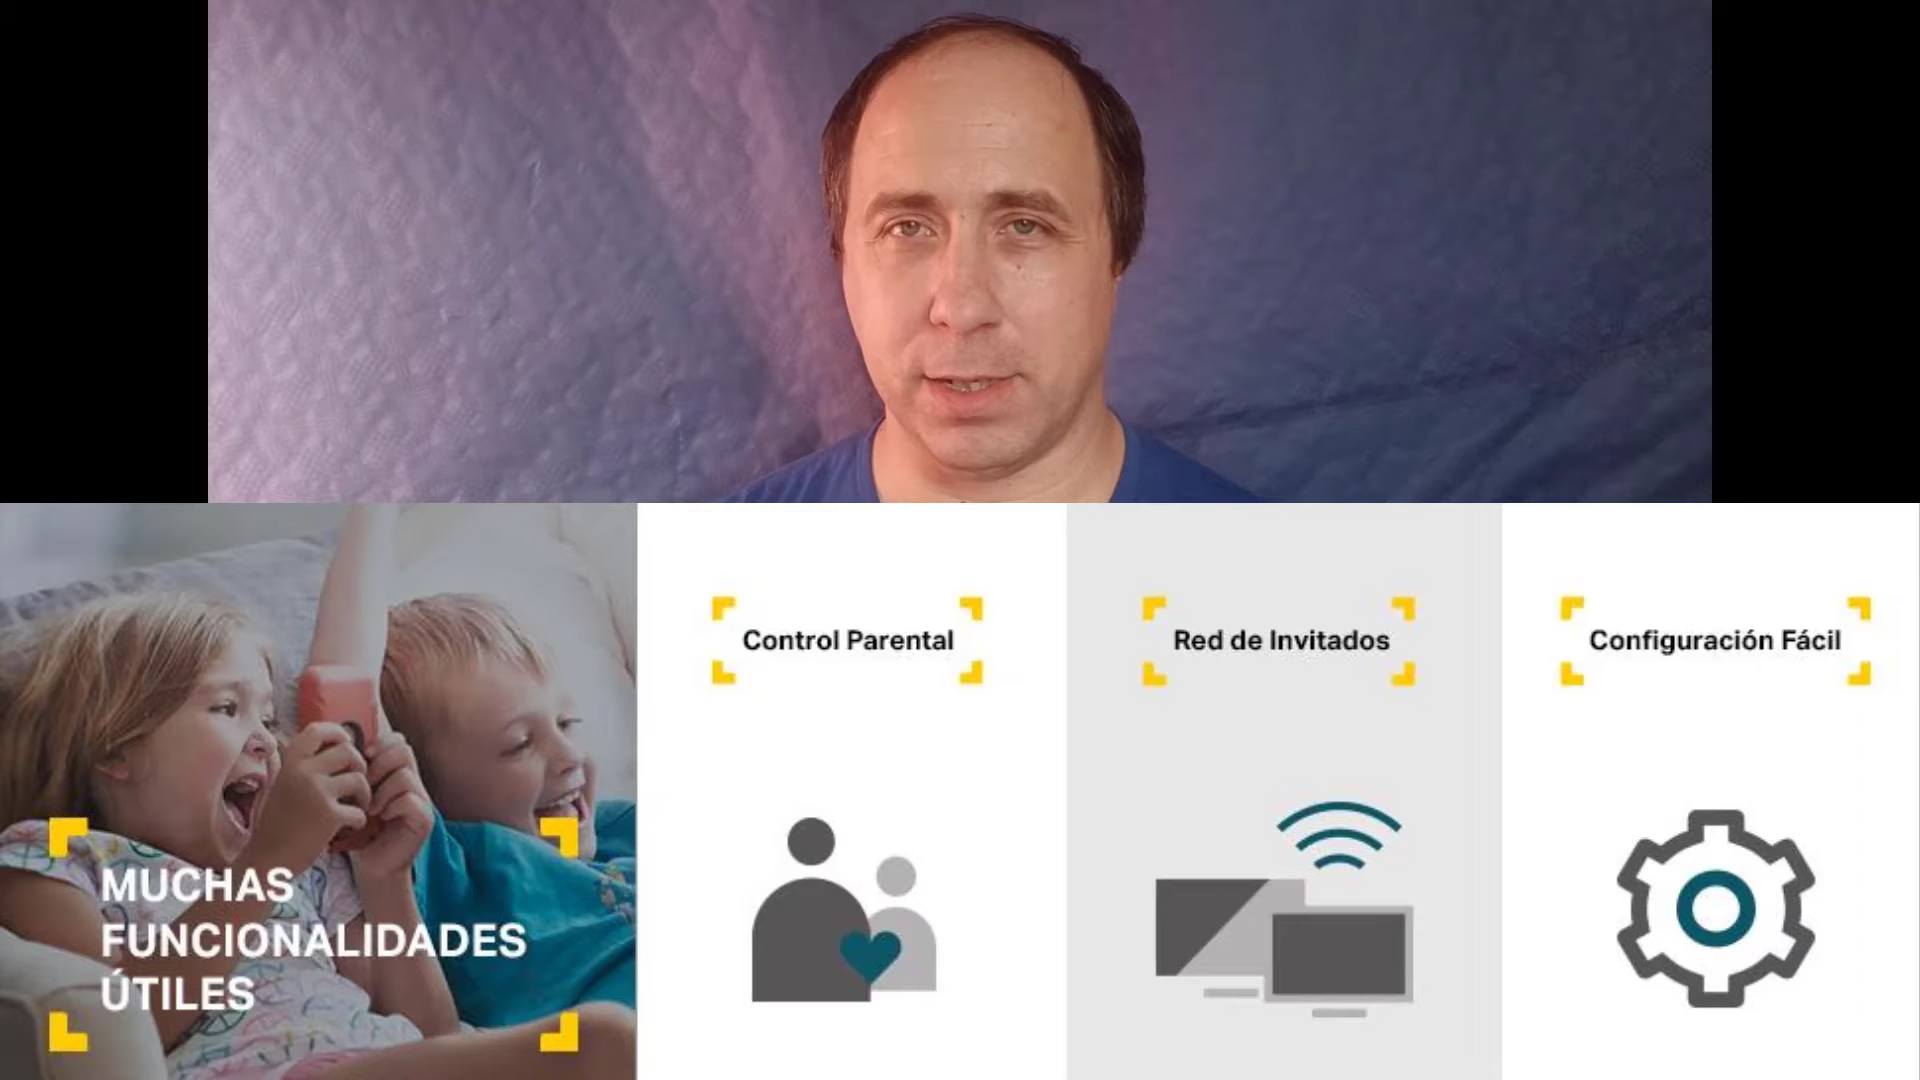 MUCHAS
FUNCIONALIDADES
ÚTILES
Control Parental
Red de Invitados
Configuración Fácil